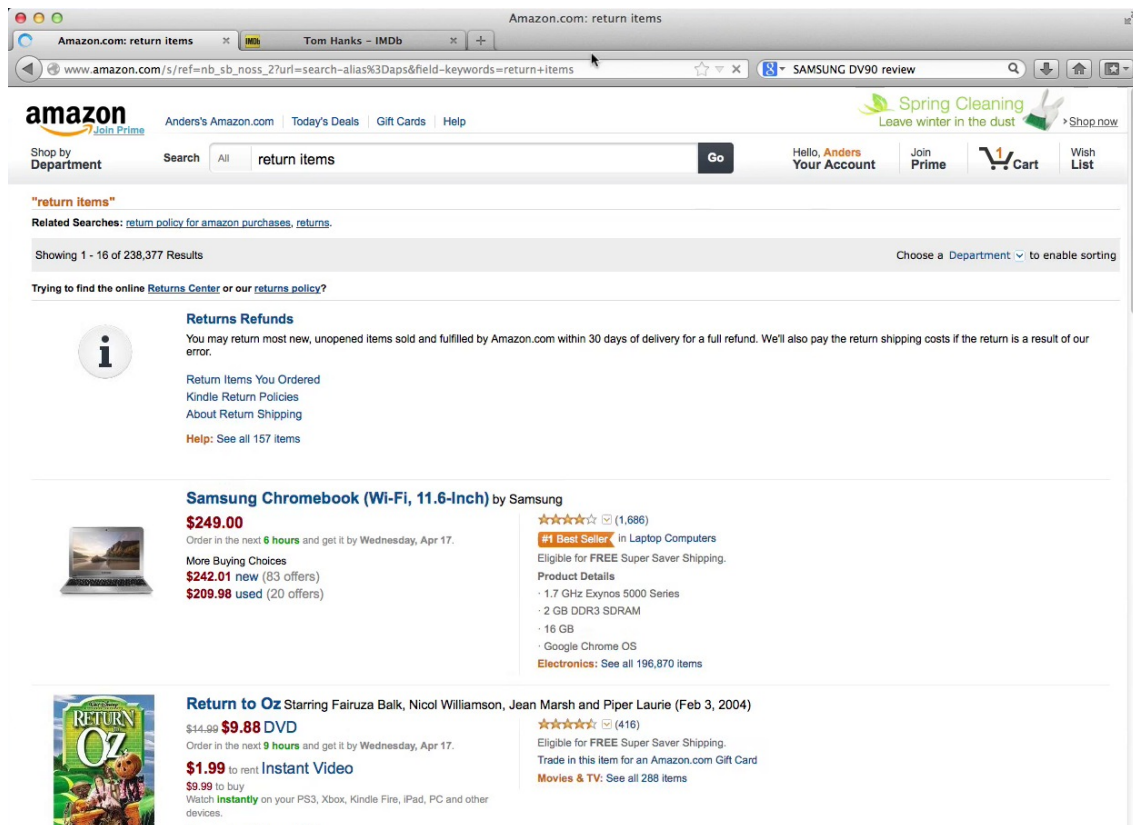 Amazon.com: return items
Amazon.com: return items × IMDb Tom Hanks – IMDb × +
www.amazon.com/s/ref=nb_sb_noss_2?url=search-alias%3Daps&field-keywords=return+items SAMSUNG DV90 review
amazon
Join Prime
Anders's Amazon.com Today's Deals Gift Cards Help
Spring Cleaning
Leave winter in the dust
› Shop now
Shop by
Department
Search All return items Go
Hello, Anders
Your Account
Join
Prime
1
Cart
Wish
List
"return items"
Related Searches: return policy for amazon purchases, returns.
Showing 1 - 16 of 238,377 Results Choose a Department to enable sorting
Trying to find the online Returns Center or our returns policy?
Returns Refunds
You may return most new, unopened items sold and fulfilled by Amazon.com within 30 days of delivery for a full refund. We'll also pay the return shipping costs if the return is a result of our
error.
Return Items You Ordered
Kindle Return Policies
About Return Shipping
Help: See all 157 items
Samsung Chromebook (Wi-Fi, 11.6-Inch) by Samsung
$249.00
Order in the next 6 hours and get it by Wednesday, Apr 17.
More Buying Choices
$242.01 new (83 offers)
$209.98 used (20 offers)
(1,686)
#1 Best Seller in Laptop Computers
Eligible for FREE Super Saver Shipping.
Product Details
· 1.7 GHz Exynos 5000 Series
· 2 GB DDR3 SDRAM
· 16 GB
· Google Chrome OS
Electronics: See all 196,870 items
RETURN
OZ
Return to Oz Starring Fairuza Balk, Nicol Williamson, Jean Marsh and Piper Laurie (Feb 3, 2004)
$14.99 $9.88 DVD
Order in the next 9 hours and get it by Wednesday, Apr 17.
$1.99 to rent Instant Video
$9.99 to buy
Watch instantly on your PS3, Xbox, Kindle Fire, iPad, PC and other
devices.
(416)
Eligible for FREE Super Saver Shipping.
Trade in this item for an Amazon.com Gift Card
Movies & TV: See all 288 items